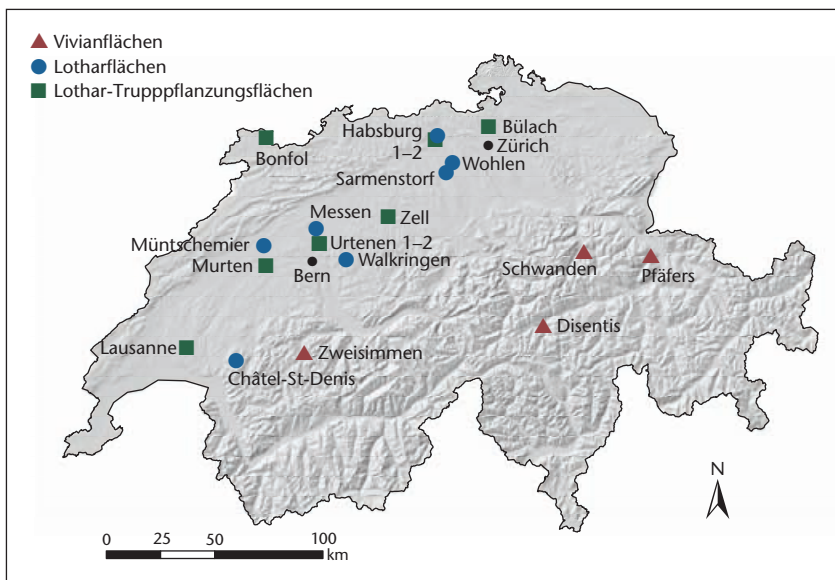 Vivianflächen
Lotharflächen
Lothar-Trupppflanzungsflächen
Habsburg
1–2
Bülach
Zürich
Bonfol
Wohlen
Sarmenstorf
Messen
Zell
Müntschemier
Urtenen 1–2
Murten
Bern
Walkringen
Schwanden
Pfäfers
Disentis
Lausanne
Zweisimmen
Châtel-St-Denis
N
0 25 50 100
km